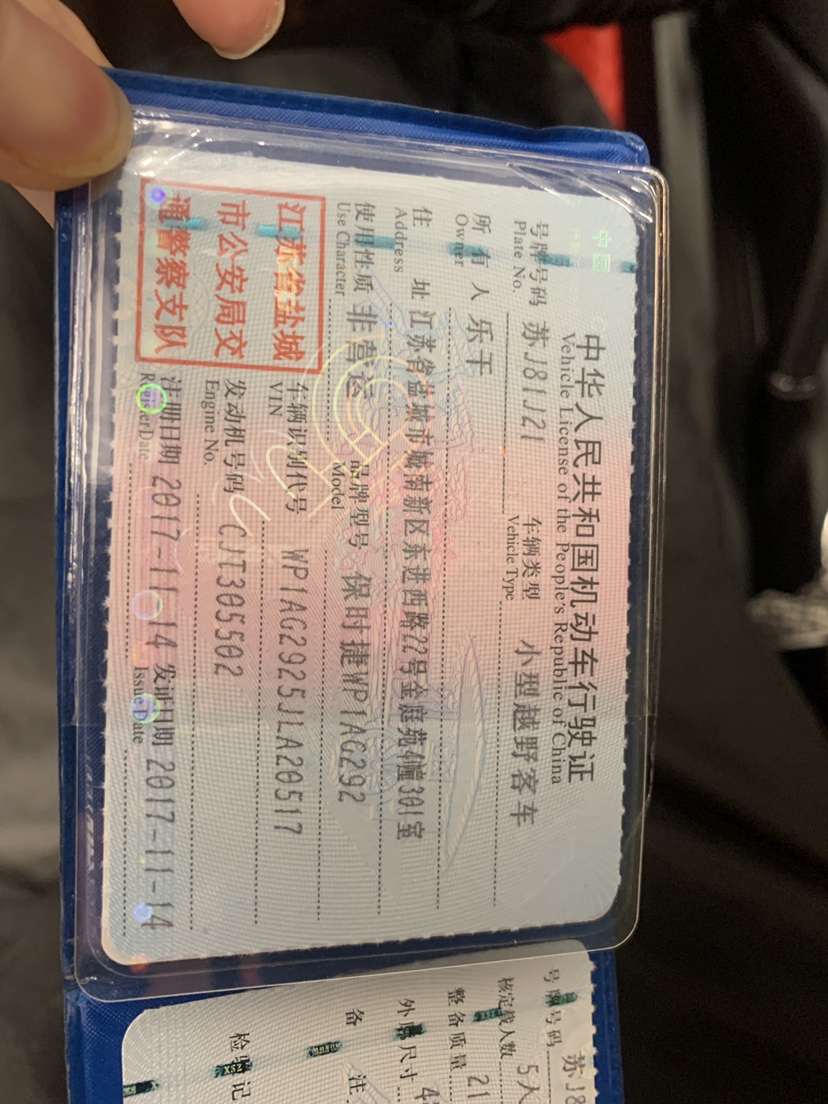 中华人民共和国机动车行驶证
Vehicle License of the People's Republic of China
号牌号码 苏J81J21 车辆类型 小型越野客车
Plate No. Vehicle Type
所有人 乐干
Owner
住址 江苏省盐城市城南新区东进西路22号金庭苑4幢301室
Address
使用性质 非营运 品牌型号 保时捷WP1AG292
Use Character Model
江苏省盐城
市公安局交
通警察支队
车辆识别代号 WP1AG2925JLA20517
VIN
发动机号码 CJT305502
Engine No.
注册日期 2017-11-14 发证日期 2017-11-14
Register Date Issue Date
号牌号码 苏J8
核定载人数 5人
整备质量 21
外廓尺寸 4
备注
检验记